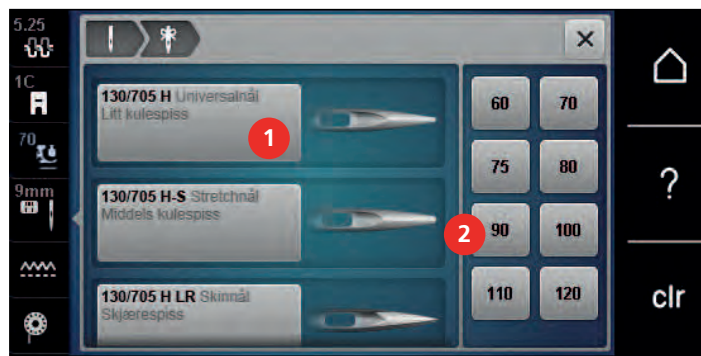 5.25
1C
70
9mm
130/705 H Universalnål
Litt kulespiss
1
130/705 H-S Stretchnål
Middels kulespiss
130/705 H LR Skinnål
Skjærespiss
60 70
75 80
2
90 100
110 120
?
clr